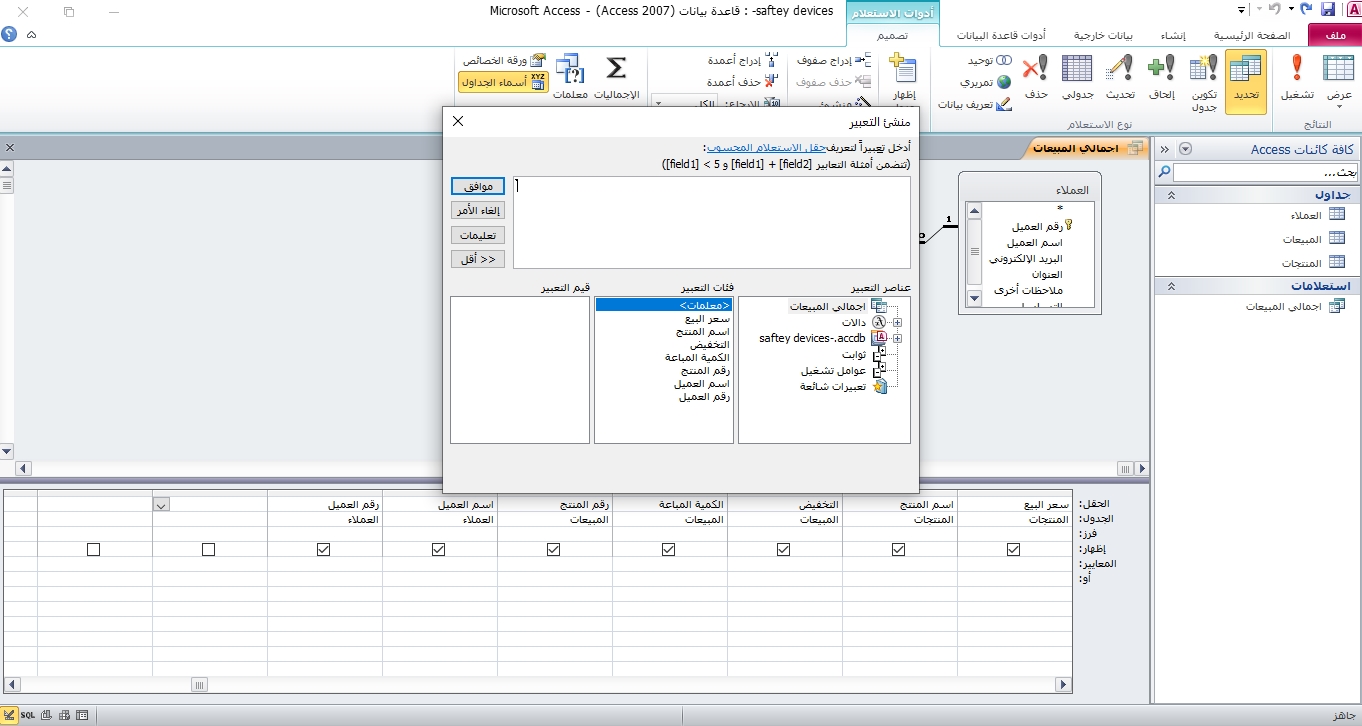 saftey devices- : قاعدة بيانات (Access 2007) - Microsoft Access
أدوات الاستعلام
ملف
الصفحة الرئيسية
إنشاء
بيانات خارجية
أدوات قاعدة البيانات
تصميم
عرض
تشغيل
النتائج
تحديد
تكوين جدول
إلحاق
تحديث
جدولي
حذف
توحيد
تمريري
تعريف بيانات
نوع الاستعلام
إظهار
إدراج صفوف
حذف صفوف
منشئ
إدراج أعمدة
حذف أعمدة
الإرجاع:
الكل
الإجماليات
معلمات
ورقة الخصائص
أسماء الجداول
XYZ
كافة كائنات Access
بحث...
جداول
العملاء
المبيعات
المنتجات
استعلامات
اجمالي المبيعات
اجمالي المبيعات
العملاء
*
رقم العميل
اسم العميل
البريد الإلكتروني
العنوان
ملاحظات أخرى
1
منشئ التعبير
أدخل تعبيراً لتعريف حقل الاستعلام المحسوب:
(تتضمن أمثلة التعابير [field1] + [field2] و [field1] < 5)
موافق
إلغاء الأمر
تعليمات
<< أقل
عناصر التعبير
اجمالي المبيعات
دالات
saftey devices-.accdb
ثوابت
عوامل تشغيل
تعبيرات شائعة
فئات التعبير
<معلمات>
سعر البيع
اسم المنتج
التخفيض
الكمية المباعة
رقم المنتج
اسم العميل
رقم العميل
قيم التعبير
الحقل: سعر البيع اسم المنتج التخفيض الكمية المباعة رقم المنتج اسم العميل رقم العميل
الجدول: المنتجات المنتجات المبيعات المبيعات المبيعات العملاء العملاء
فرز:
إظهار:
المعايير:
أو:
جاهز
SQL